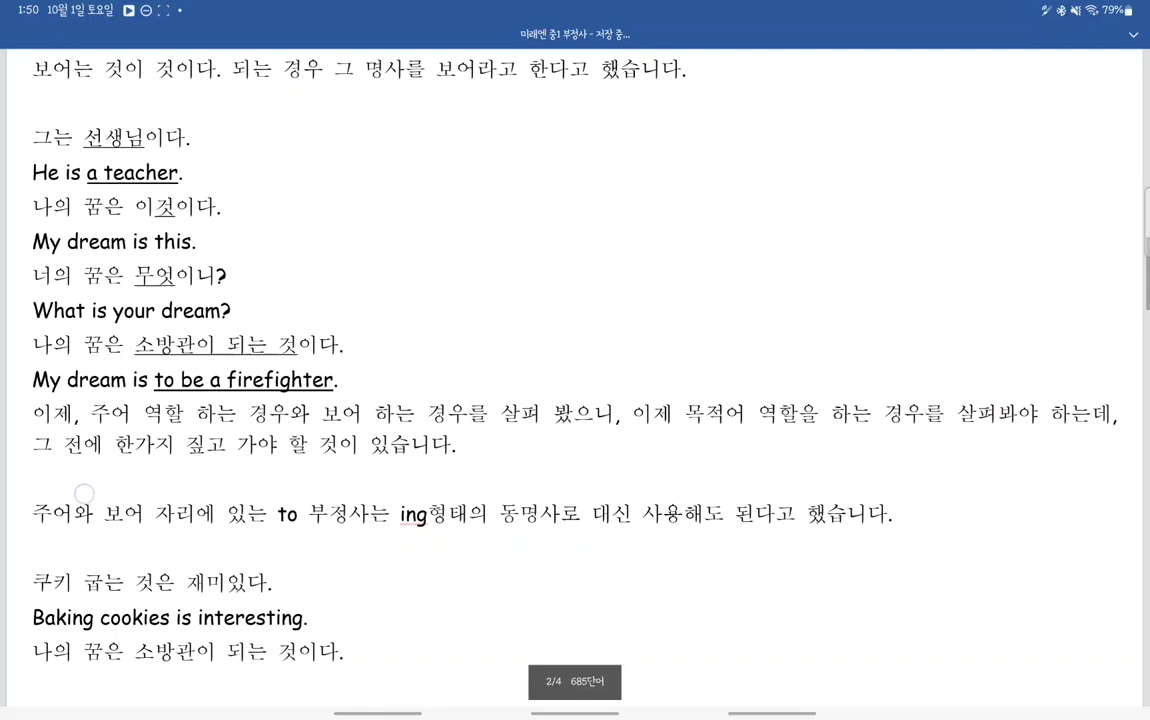 1:50 10월 1일 토요일
79%
미래엔 중1 부정사 - 저장 중...
보어는 것이 것이다. 되는 경우 그 명사를 보어라고 한다고 했습니다.
그는 선생님이다.
He is a teacher.
나의 꿈은 이것이다.
My dream is this.
너의 꿈은 무엇이니?
What is your dream?
나의 꿈은 소방관이 되는 것이다.
My dream is to be a firefighter.
이제, 주어 역할 하는 경우와 보어 하는 경우를 살펴 봤으니, 이제 목적어 역할을 하는 경우를 살펴봐야 하는데,
그 전에 한가지 짚고 가야 할 것이 있습니다.
주어와 보어 자리에 있는 to 부정사는 ing형태의 동명사로 대신 사용해도 된다고 했습니다.
쿠키 굽는 것은 재미있다.
Baking cookies is interesting.
나의 꿈은 소방관이 되는 것이다.
2/4 685단어